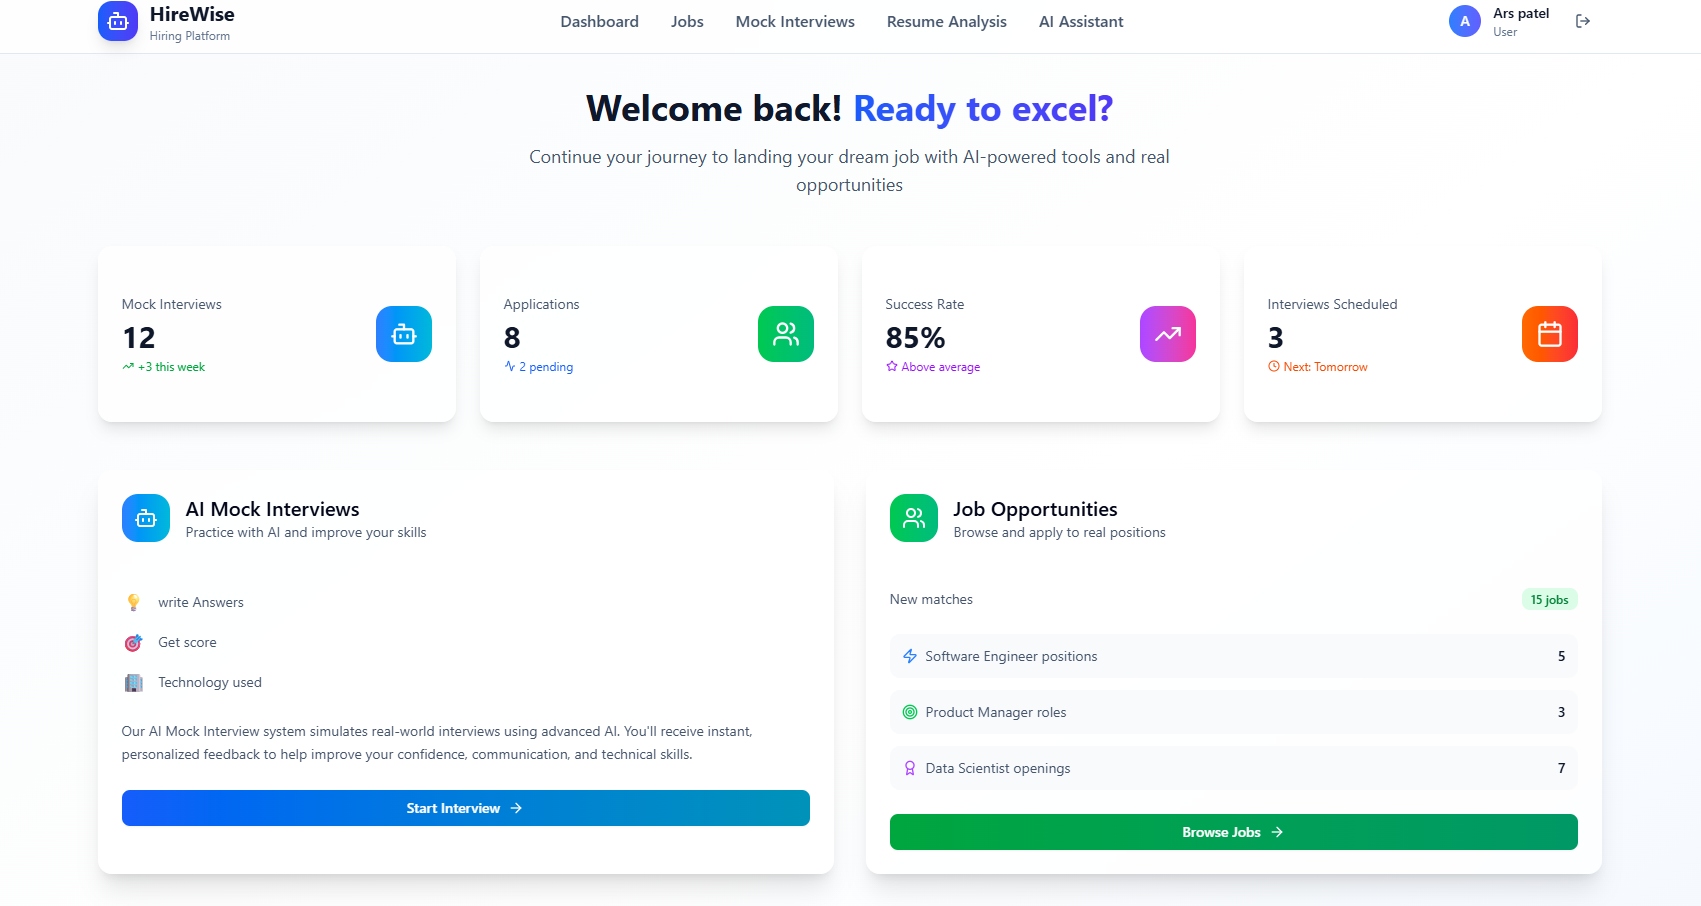 HireWise
Hiring Platform
Dashboard
Jobs
Mock Interviews
Resume Analysis
AI Assistant
A
Ars patel
User
Welcome back! Ready to excel?
Continue your journey to landing your dream job with AI-powered tools and real
opportunities
Mock Interviews
12
+3 this week
Applications
8
2 pending
Success Rate
85%
Above average
Interviews Scheduled
3
Next: Tomorrow
AI Mock Interviews
Practice with AI and improve your skills
write Answers
Get score
Technology used
Our AI Mock Interview system simulates real-world interviews using advanced AI. You'll receive instant,
personalized feedback to help improve your confidence, communication, and technical skills.
Start Interview
Job Opportunities
Browse and apply to real positions
New matches
15 jobs
Software Engineer positions
5
Product Manager roles
3
Data Scientist openings
7
Browse Jobs